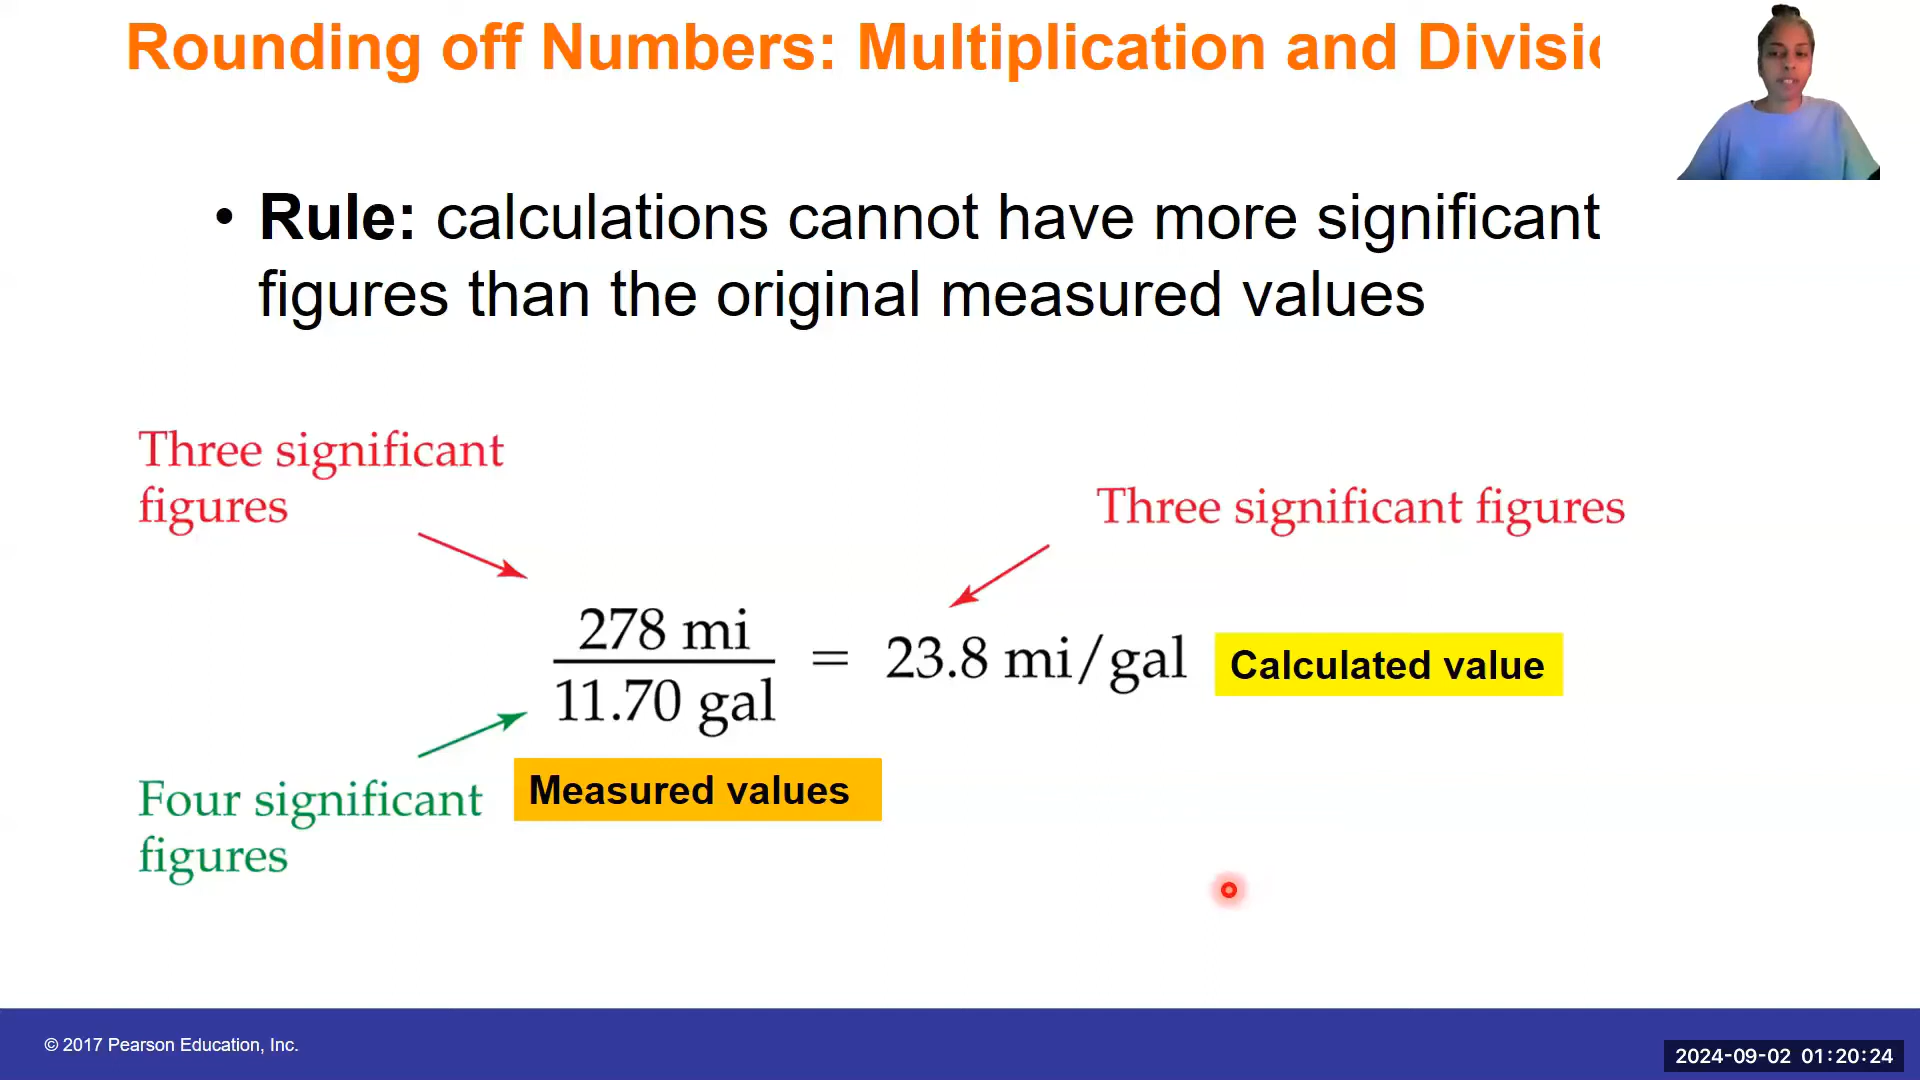 Rounding off Numbers: Multiplication and Divisi
• Rule: calculations cannot have more significant
figures than the original measured values
Three significant
figures
Three significant figures
278 mi
11.70 gal
= 23.8 mi/gal
Calculated value
Four significant
figures
Measured values
© 2017 Pearson Education, Inc.
2024-09-02 01:20:24